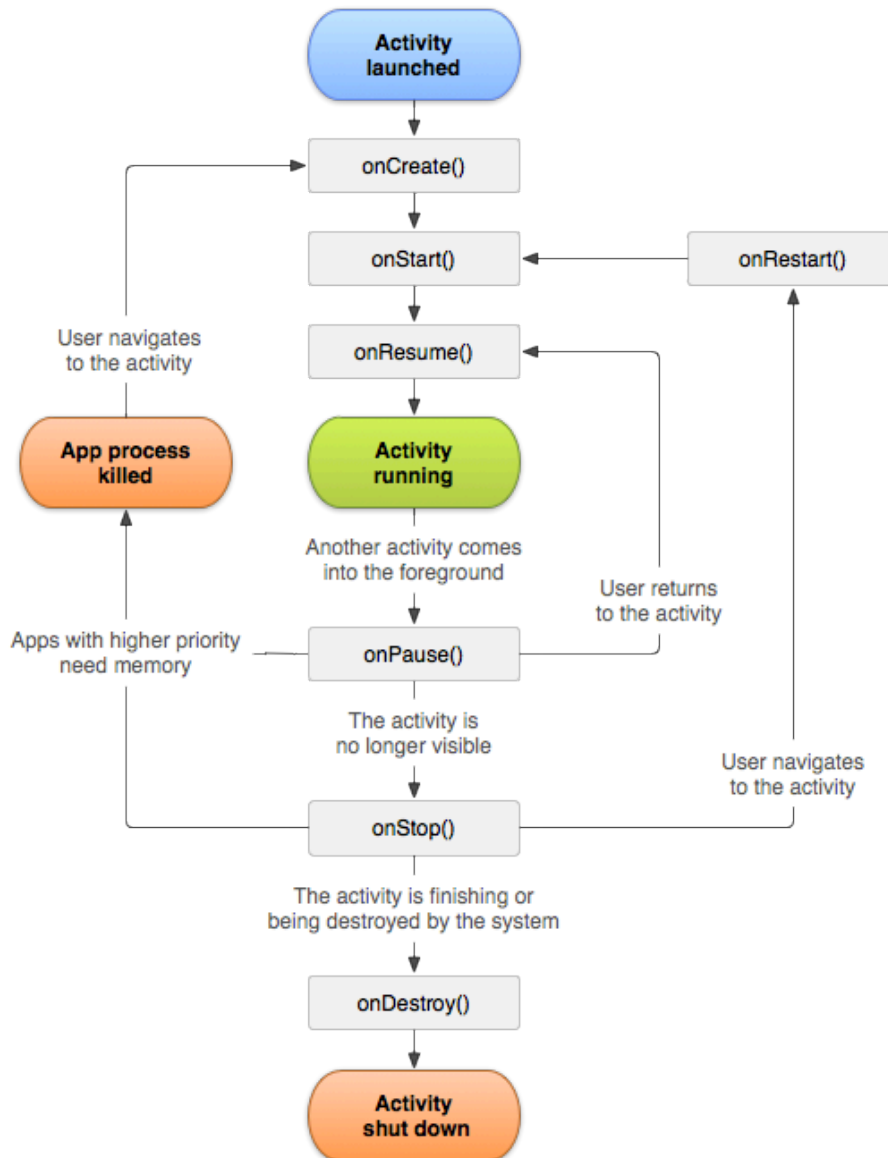 Activity
launched
onCreate()
onStart()
onRestart()
User navigates
to the activity
onResume()
App process
killed
Activity
running
Another activity comes
into the foreground
User returns
to the activity
Apps with higher priority
need memory
onPause()
The activity is
no longer visible
User navigates
to the activity
onStop()
The activity is finishing or
being destroyed by the system
onDestroy()
Activity
shut down